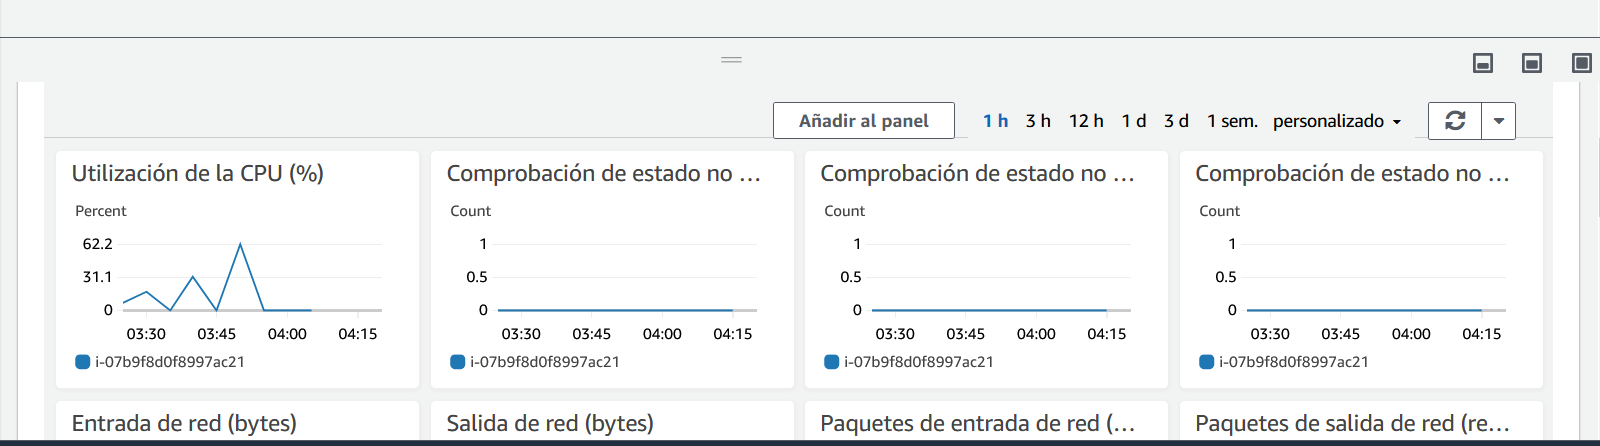 Añadir al panel
1 h 3 h 12 h 1 d 3 d 1 sem. personalizado
Utilización de la CPU (%)
Percent
62.2
31.1
0
03:30 03:45 04:00 04:15
i-07b9f8d0f8997ac21
Comprobación de estado no ...
Count
1
0.5
0
03:30 03:45 04:00 04:15
i-07b9f8d0f8997ac21
Comprobación de estado no ...
Count
1
0.5
0
03:30 03:45 04:00 04:15
i-07b9f8d0f8997ac21
Comprobación de estado no ...
Count
1
0.5
0
03:30 03:45 04:00 04:15
i-07b9f8d0f8997ac21
Entrada de red (bytes)
Salida de red (bytes)
Paquetes de entrada de red (...
Paquetes de salida de red (re...